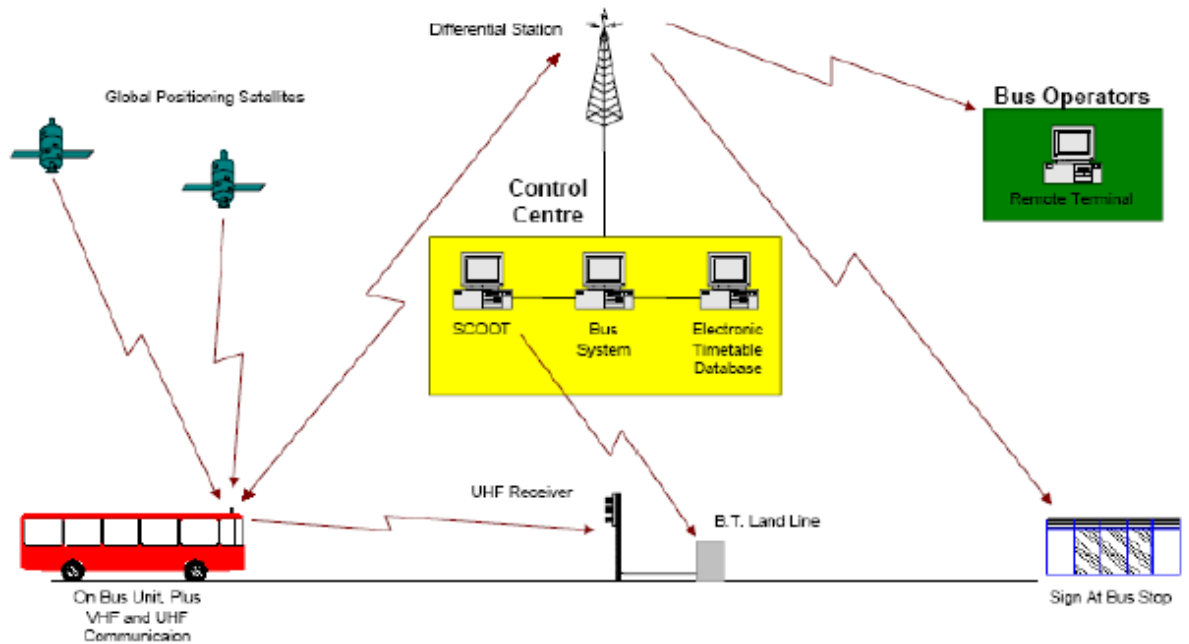 N
Differential Station
Global Positioning Satellites
Bus Operators
Remote Terminal
Control
Centre
SCOOT
Bus
System
Electronic
Timetable
Database
UHF Receiver
B.T. Land Line
On Bus Unit, Plus
VHF and UHF
Communicaion
Sign At Bus Stop